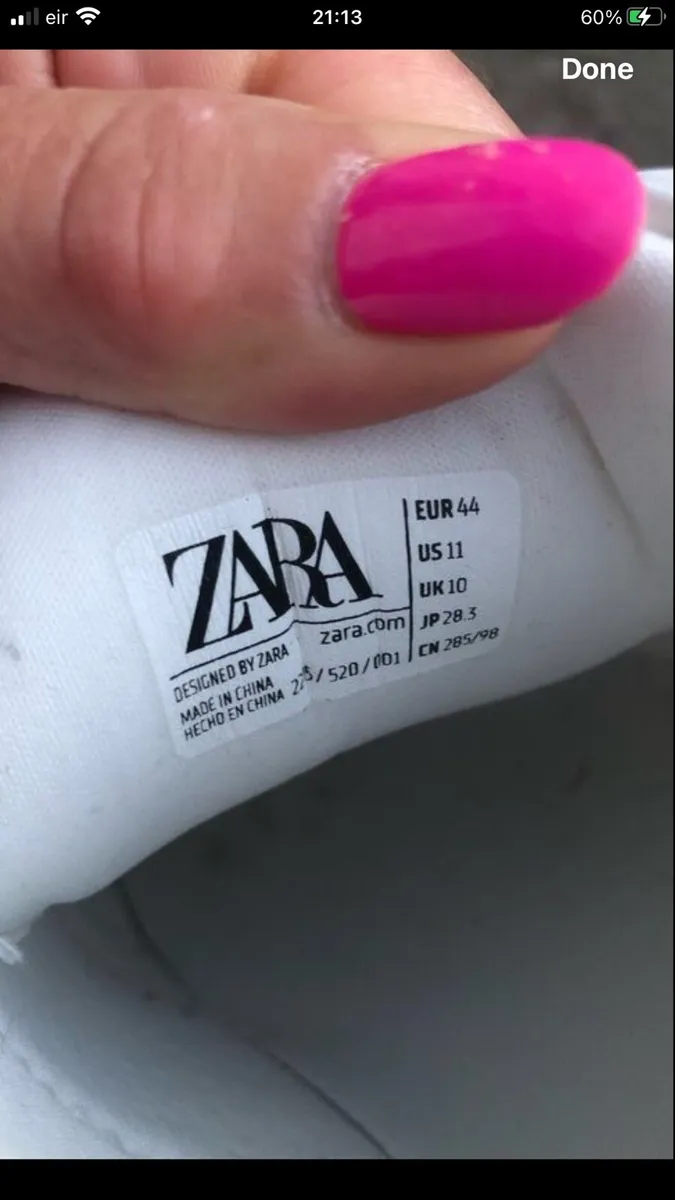 eir 21:13 60%
Done
ZARA
zara.com
DESIGNED BY ZARA
MADE IN CHINA
HECHO EN CHINA
/ 520 / 001
EUR 44
US 11
UK 10
JP 28.3
CN 285/98